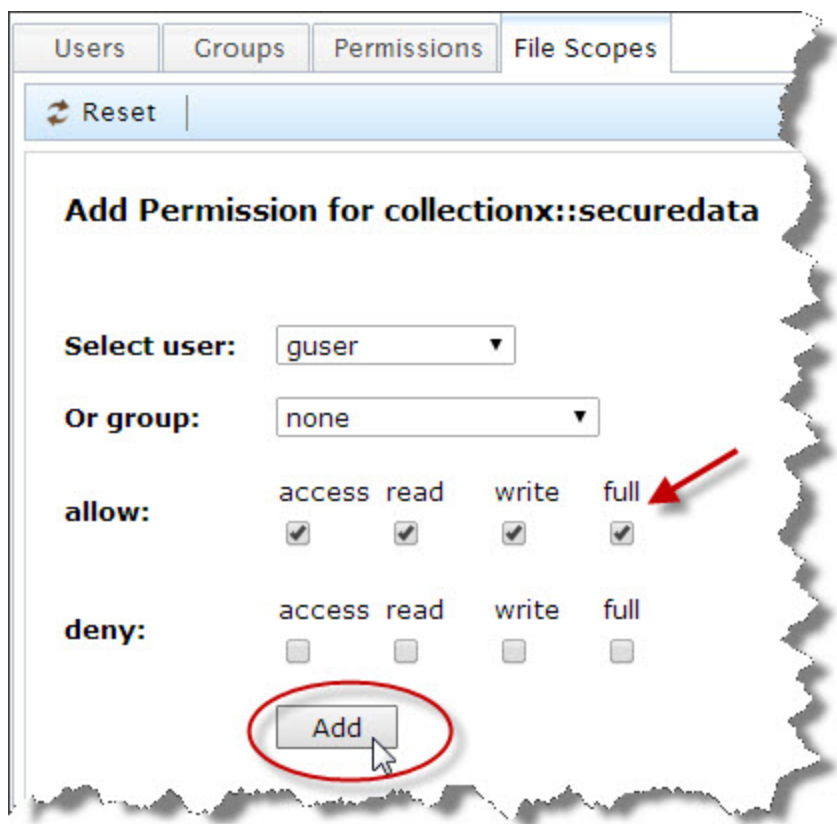 Users Groups Permissions File Scopes
Reset
Add Permission for collectionx::securedata
Select user: guser
Or group: none
access read write full
allow:
access read write full
deny:
Add